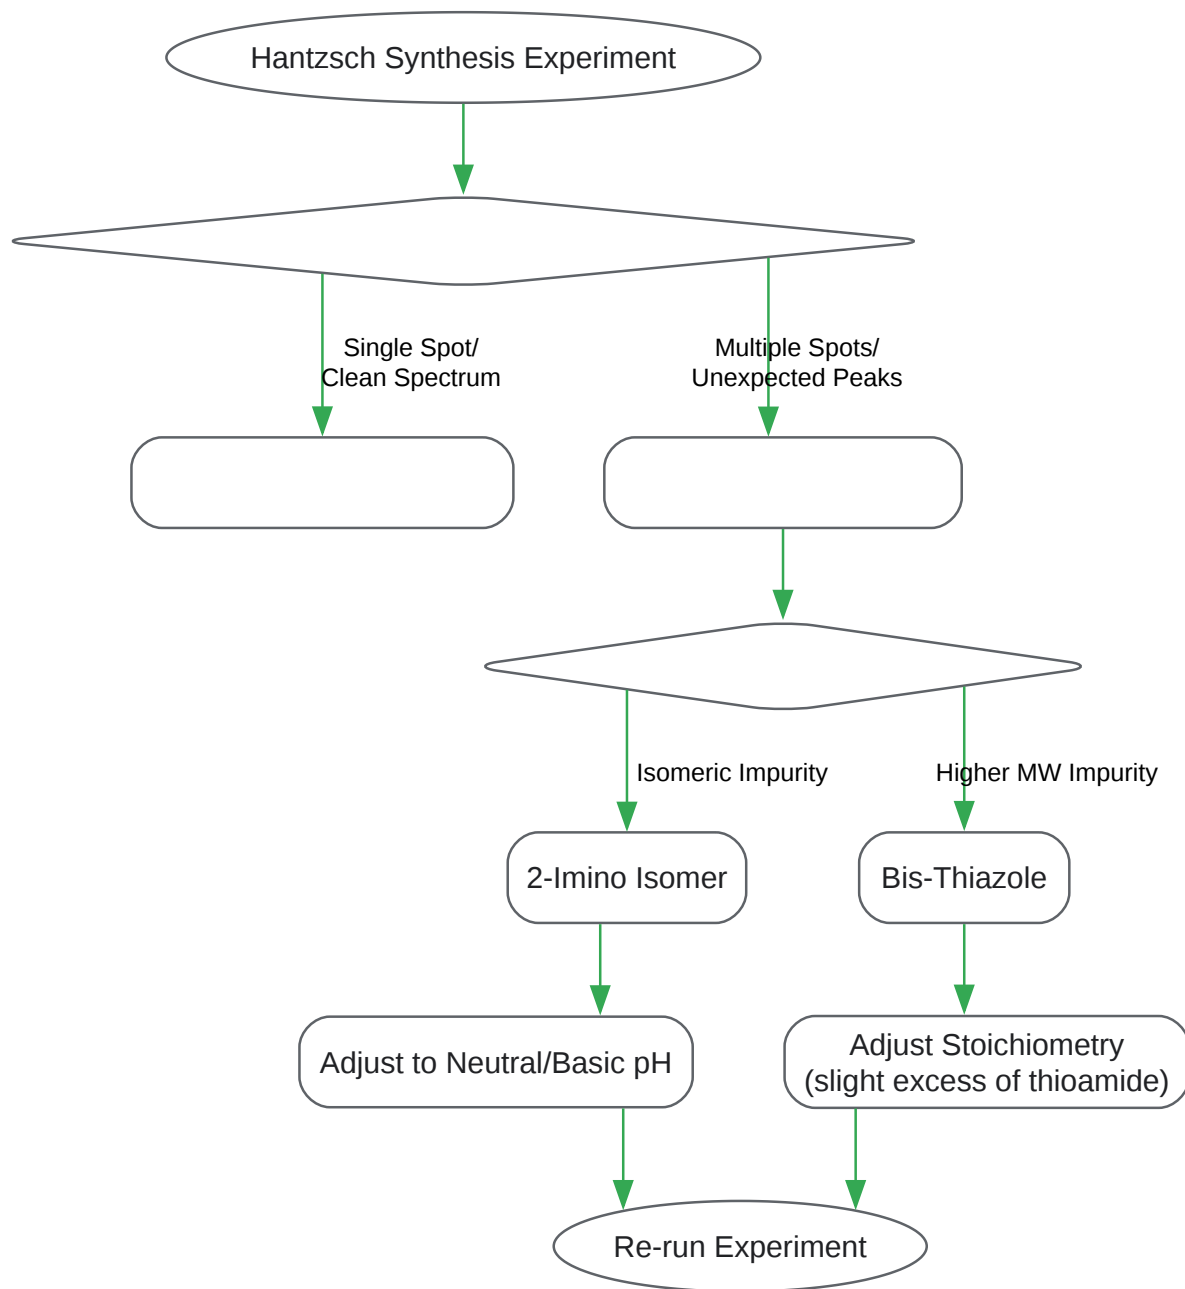 Hantzsch Synthesis Experiment
Single Spot/
Clean Spectrum
Multiple Spots/
Unexpected Peaks
Isomeric Impurity
Higher MW Impurity
2-Imino Isomer
Bis-Thiazole
Adjust to Neutral/Basic pH
Adjust Stoichiometry
(slight excess of thioamide)
Re-run Experiment